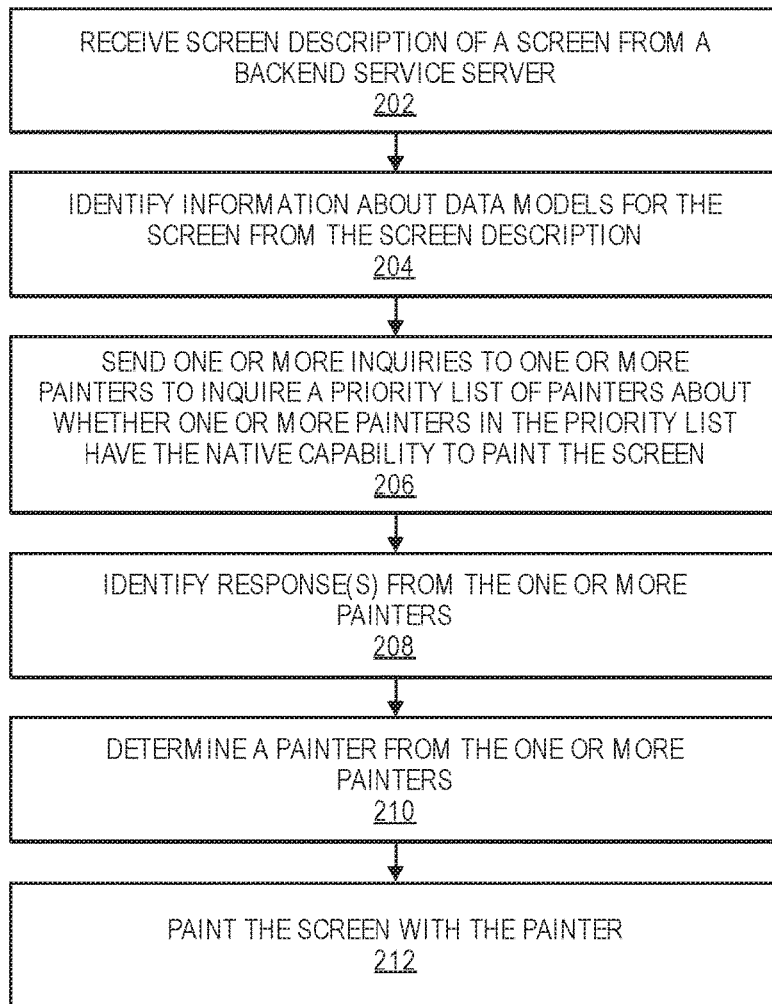 RECEIVE SCREEN DESCRIPTION OF A SCREEN FROM A
BACKEND SERVICE SERVER
202
IDENTIFY INFORMATION ABOUT DATA MODELS FOR THE
SCREEN FROM THE SCREEN DESCRIPTION
204
SEND ONE OR MORE INQUIRIES TO ONE OR MORE
PAINTERS TO INQUIRE A PRIORITY LIST OF PAINTERS ABOUT
WHETHER ONE OR MORE PAINTERS IN THE PRIORITY LIST
HAVE THE NATIVE CAPABILITY TO PAINT THE SCREEN
206
IDENTIFY RESPONSE(S) FROM THE ONE OR MORE
PAINTERS
208
DETERMINE A PAINTER FROM THE ONE OR MORE
PAINTERS
210
PAINT THE SCREEN WITH THE PAINTER
212